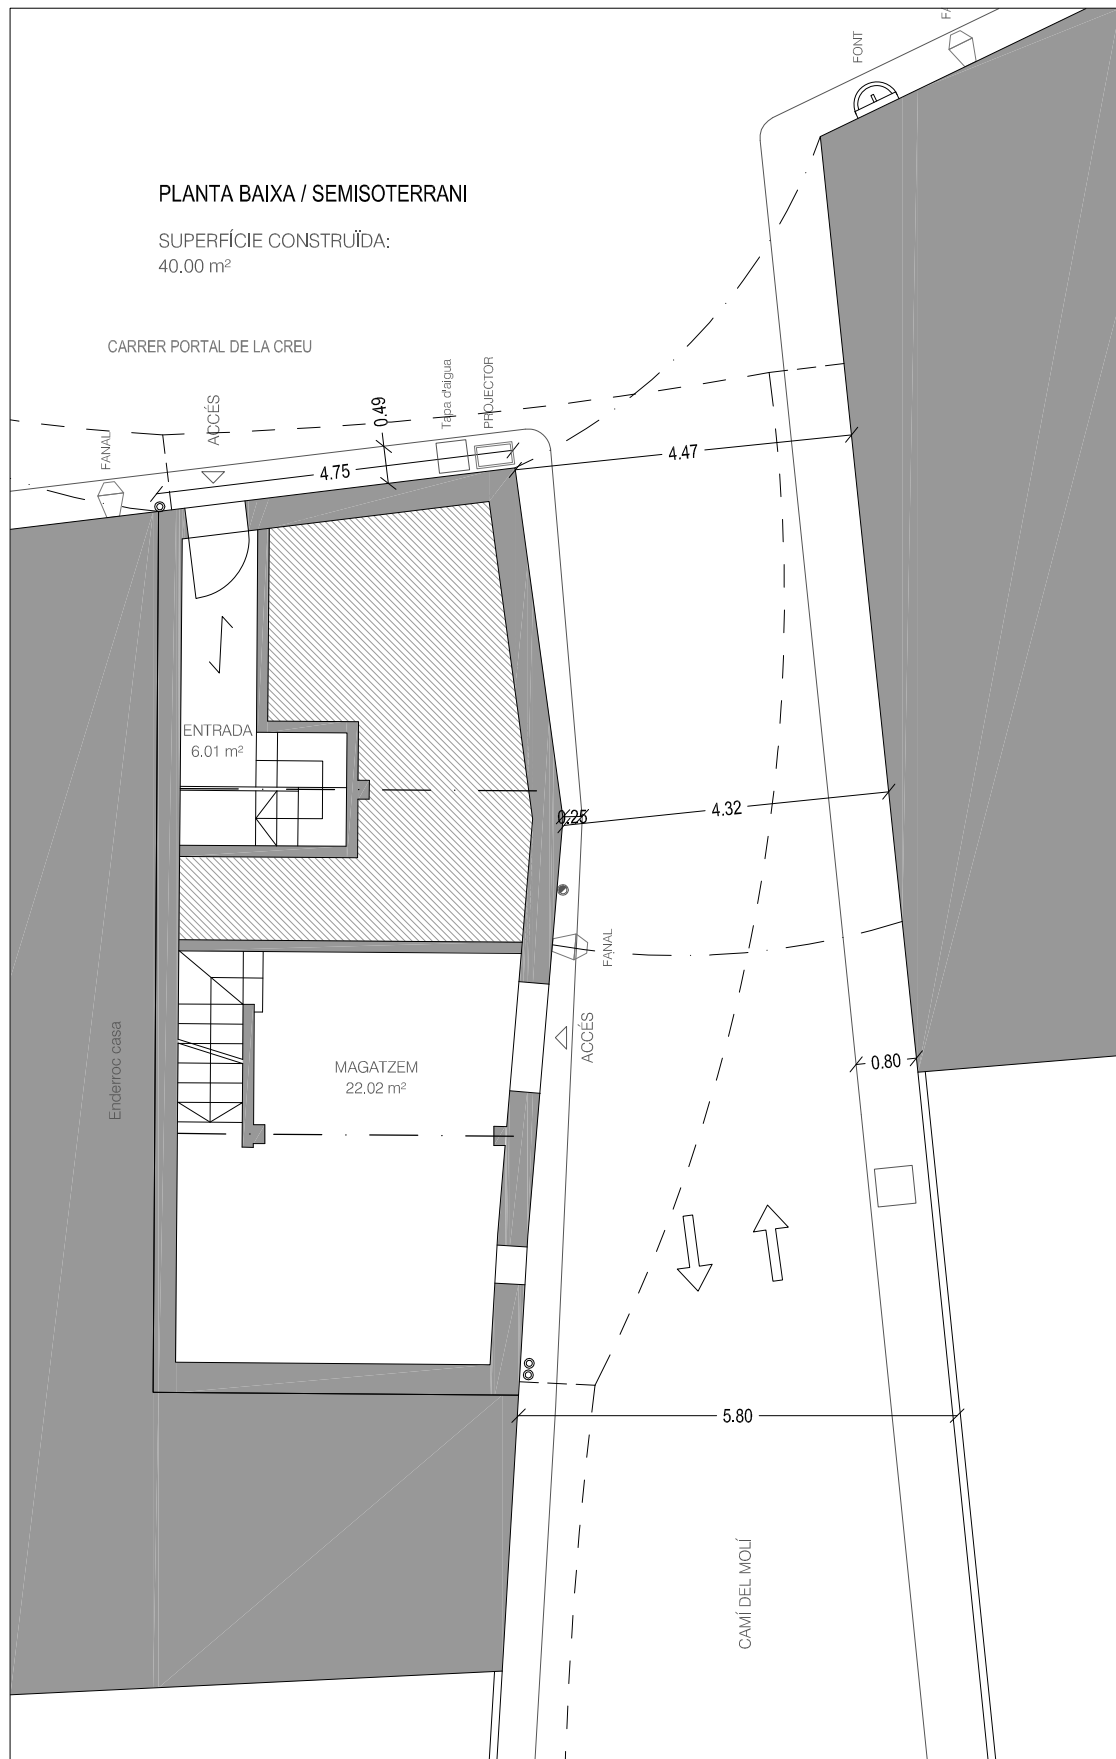 FONT
PLANTA BAIXA / SEMISOTERRANI
SUPERFÍCIE CONSTRUÏDA:
40.00 m²
CARRER PORTAL DE LA CREU
FANAL
ACCÉS
0.49
Tapa d'aigua
PROJECTOR
4.75
4.47
ENTRADA
6.01 m²
0.25
4.32
FANAL
ACCÉS
Enderroc casa
MAGATZEM
22.02 m²
0.80
5.80
CAMÍ DEL MOLÍ